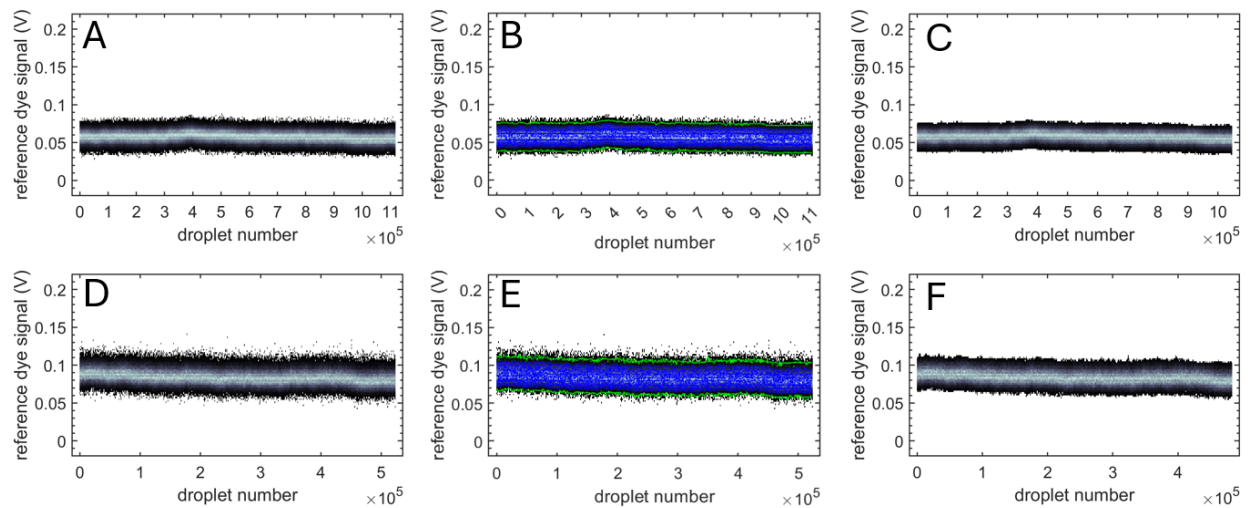 A
reference dye signal (V)
0.2
0.15
0.1
0.05
0
0 1 2 3 4 5 6 7 8 9 10 11
droplet number
×10⁵
B
reference dye signal (V)
0.2
0.15
0.1
0.05
0
0 1 2 3 4 5 6 7 8 9 10 11
droplet number
×10⁵
C
reference dye signal (V)
0.2
0.15
0.1
0.05
0
0 1 2 3 4 5 6 7 8 9 10
droplet number
×10⁵
D
reference dye signal (V)
0.2
0.15
0.1
0.05
0
0 1 2 3 4 5
droplet number
×10⁵
E
reference dye signal (V)
0.2
0.15
0.1
0.05
0
0 1 2 3 4 5
droplet number
×10⁵
F
reference dye signal (V)
0.2
0.15
0.1
0.05
0
0 1 2 3 4
droplet number
×10⁵